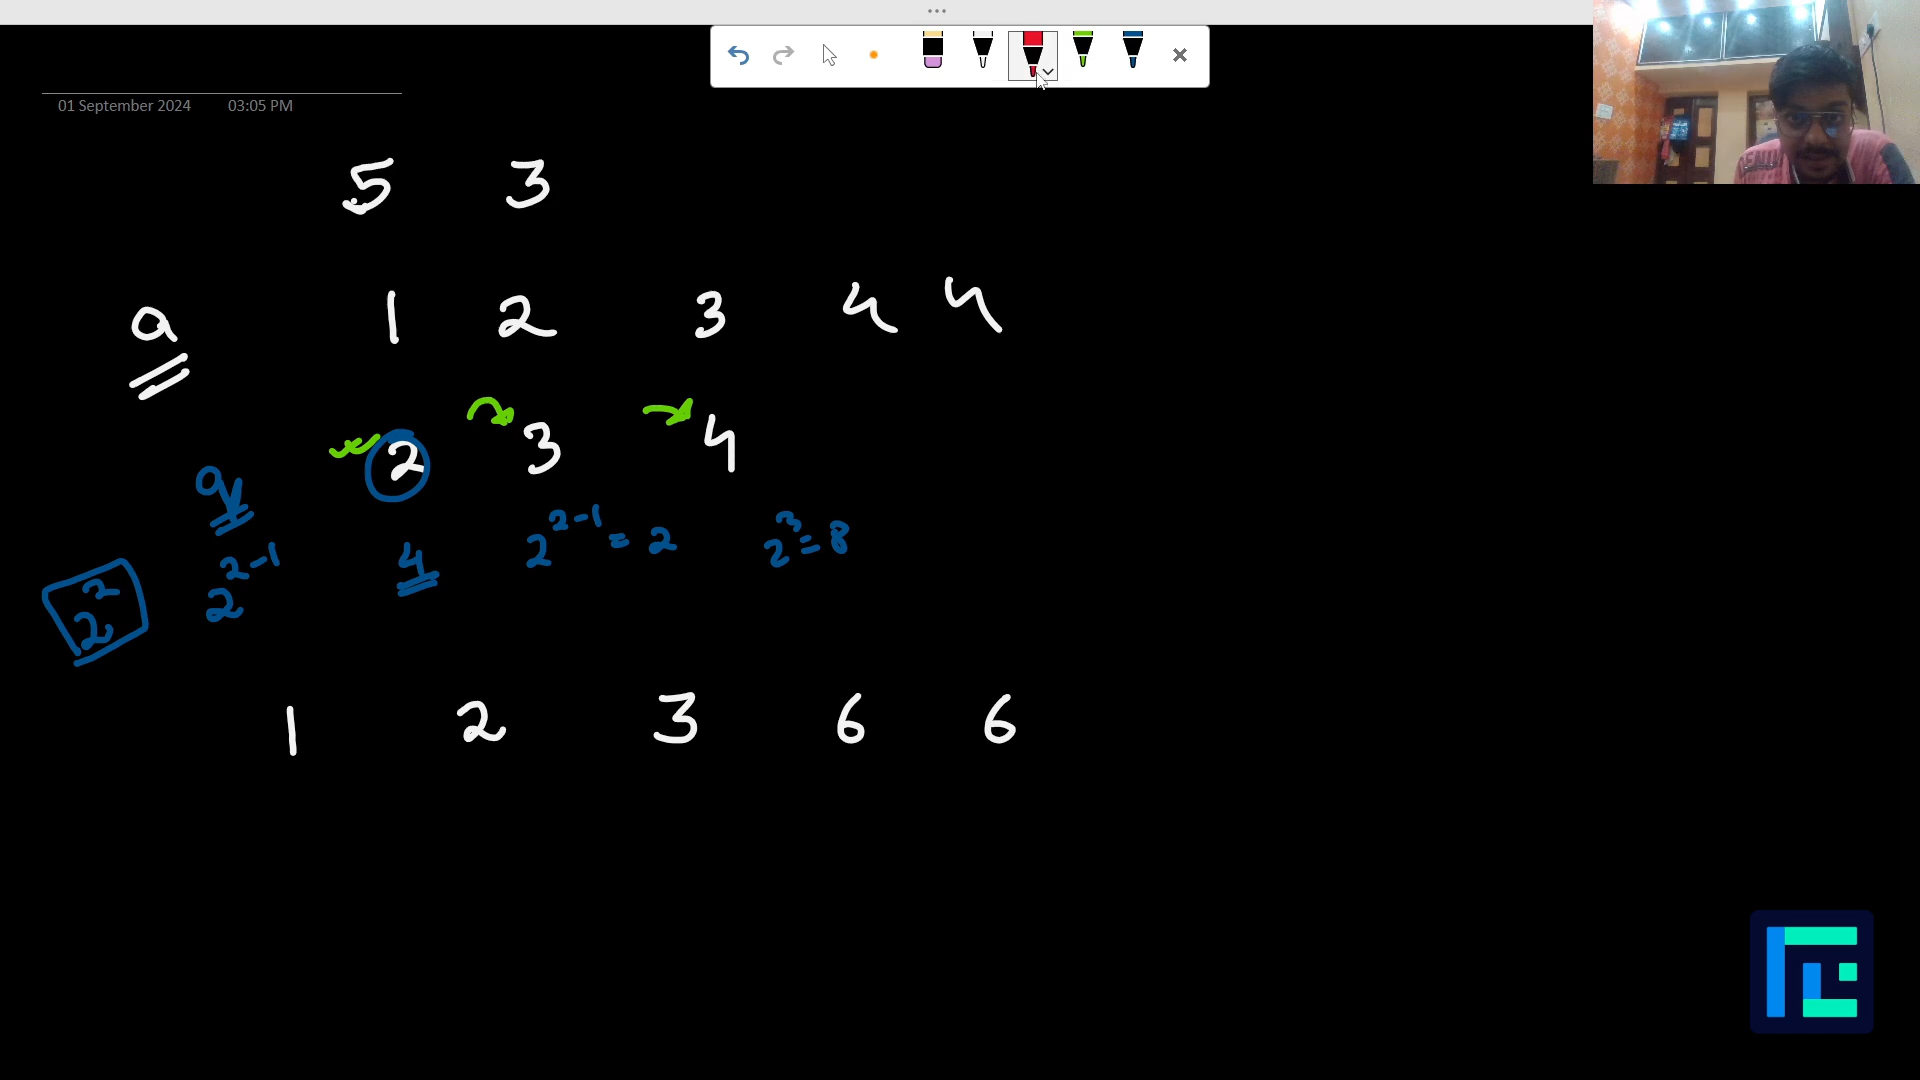 01 September 2024 03:05 PM
5 3
a 1 2 3 4 4
2 3 4
q
2^{2-1} 4 2^{2-1} = 2 2^3 = 8
2^2
1 2 3 6 6